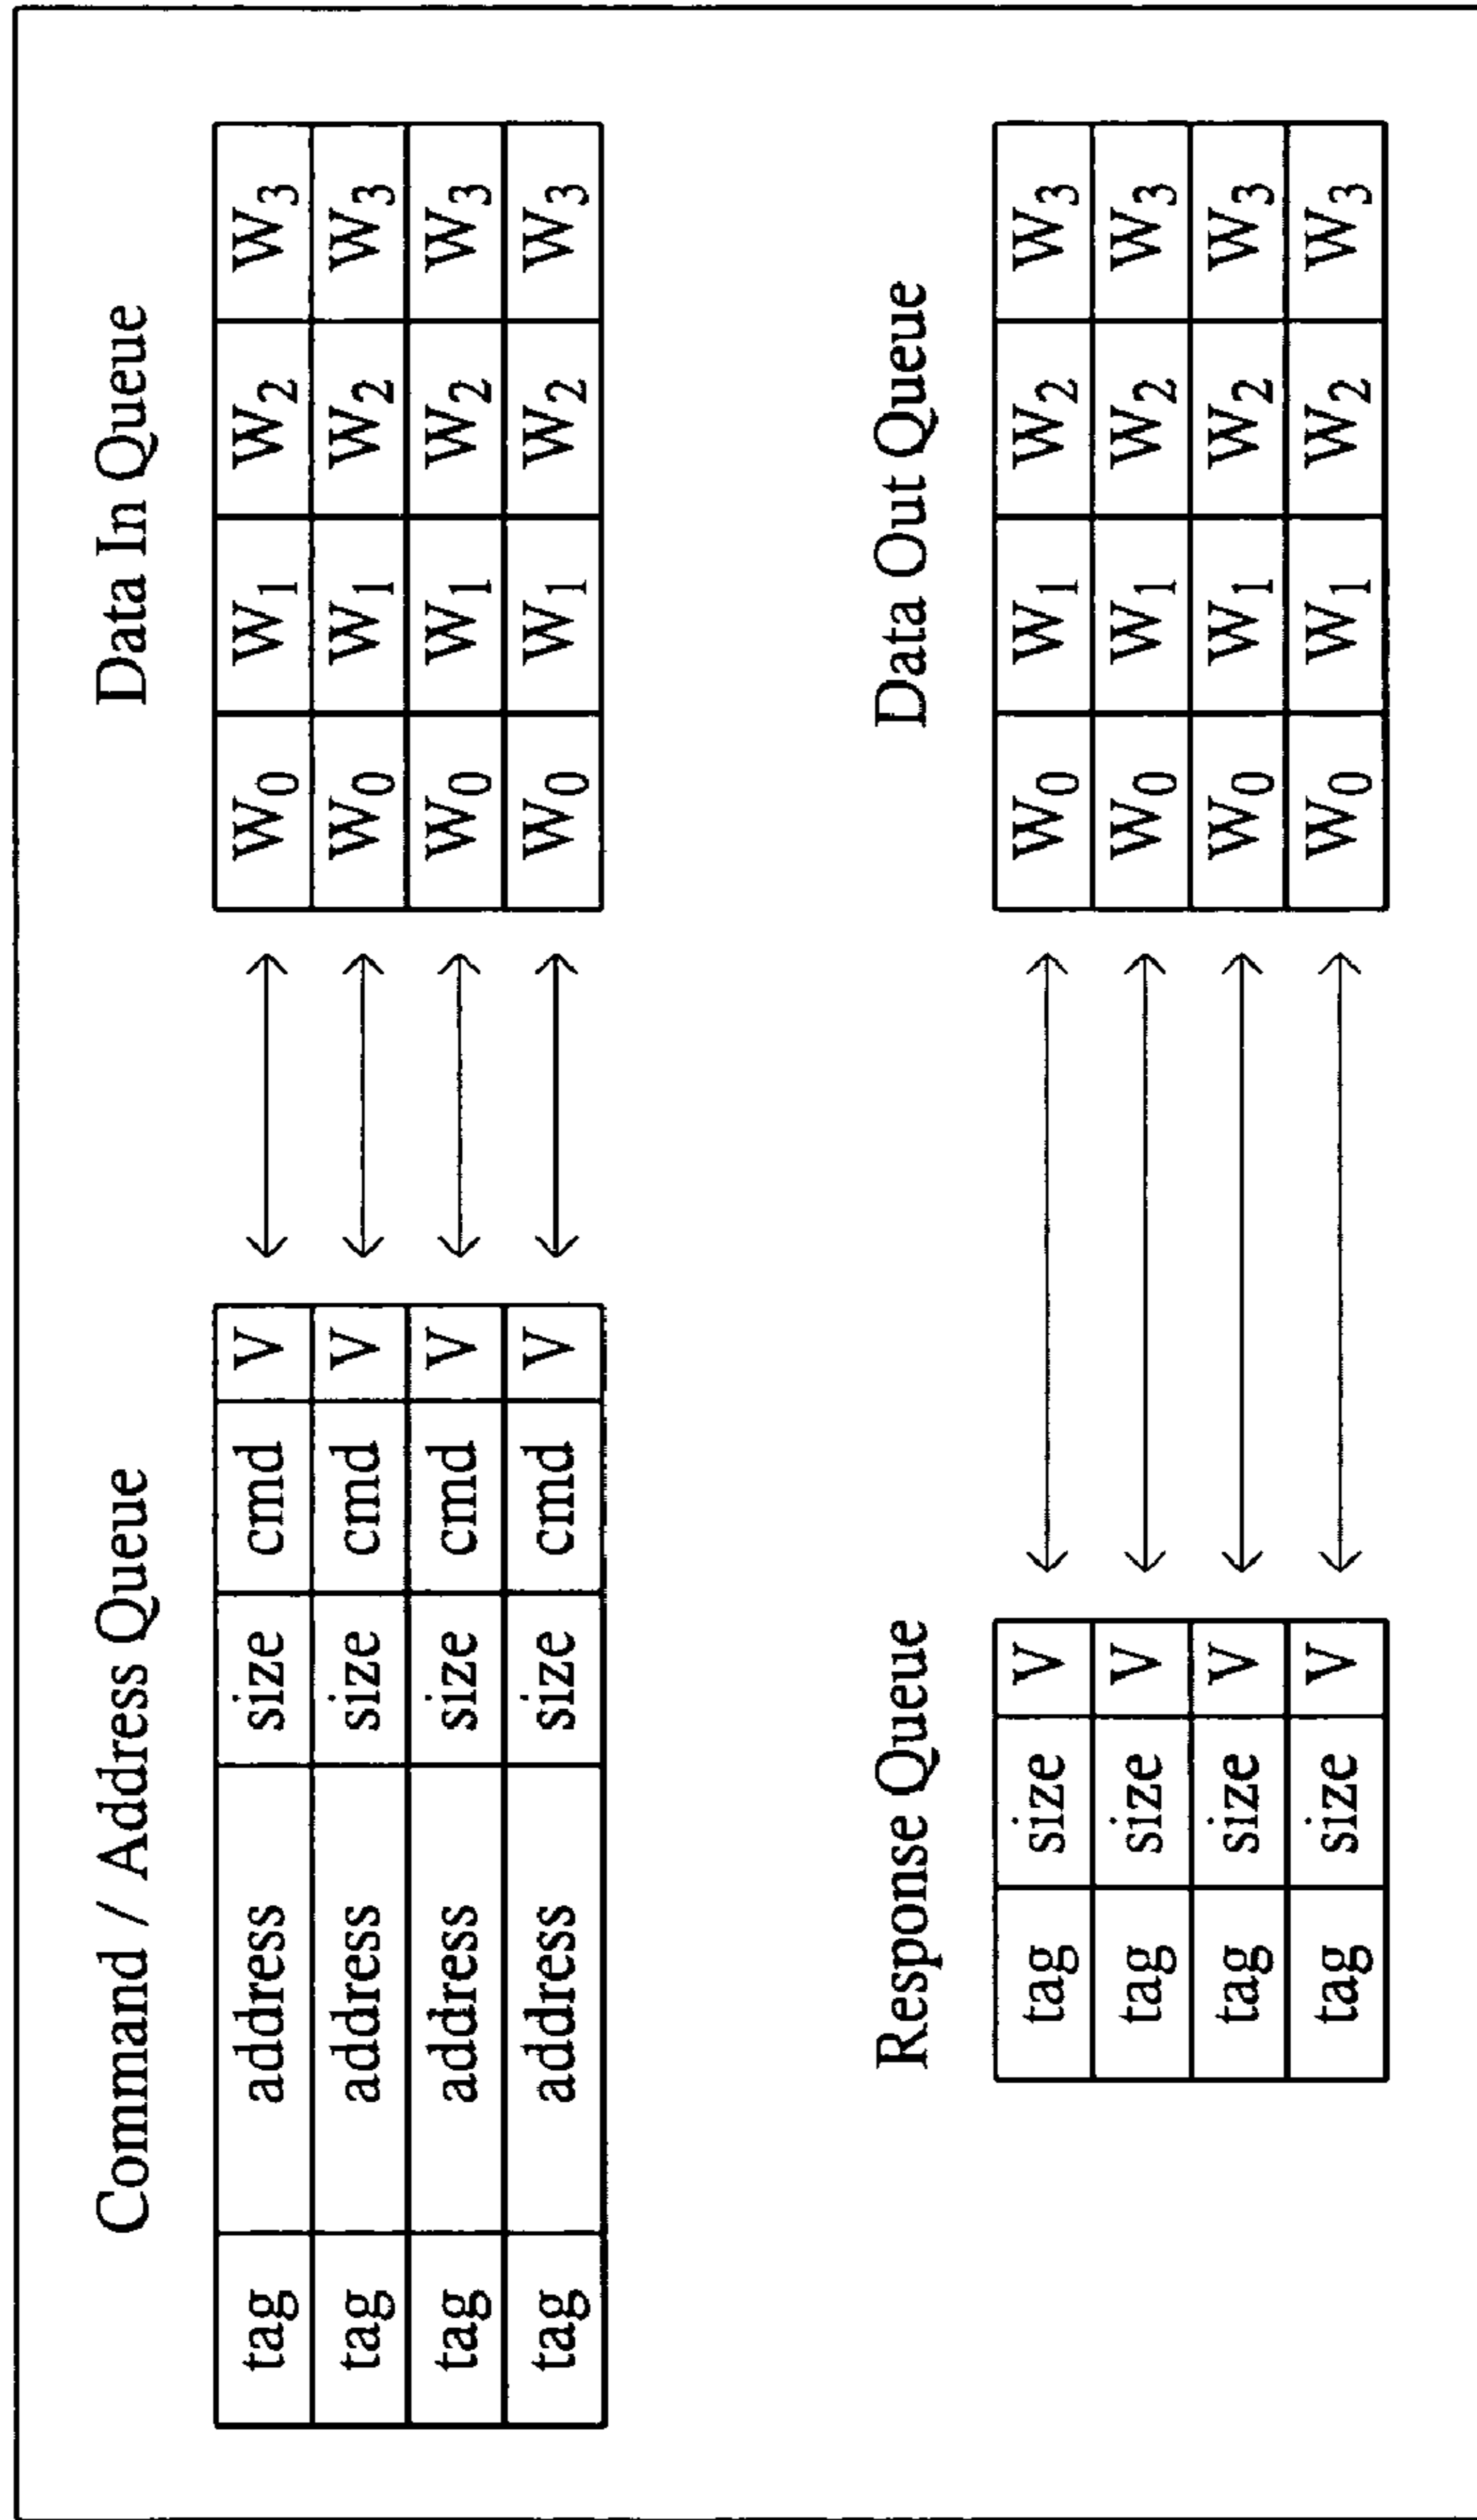 Command / Address Queue
Data In Queue
tag address size cmd V W₀ W₁ W₂ W₃
tag address size cmd V W₀ W₁ W₂ W₃
tag address size cmd V W₀ W₁ W₂ W₃
tag address size cmd V W₀ W₁ W₂ W₃
Response Queue
Data Out Queue
tag size V W₀ W₁ W₂ W₃
tag size V W₀ W₁ W₂ W₃
tag size V W₀ W₁ W₂ W₃
tag size V W₀ W₁ W₂ W₃